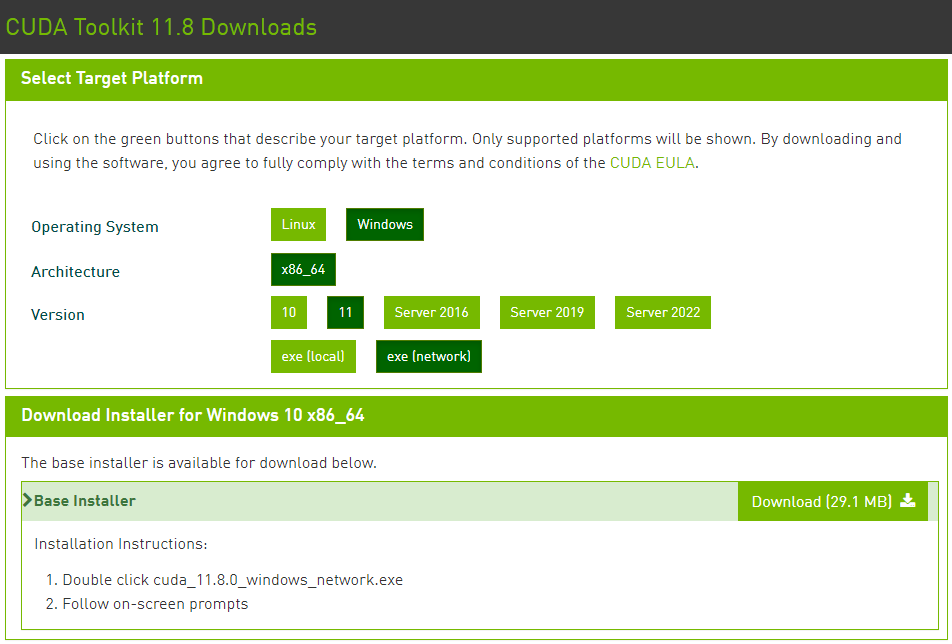 CUDA Toolkit 11.8 Downloads
Select Target Platform
Click on the green buttons that describe your target platform. Only supported platforms will be shown. By downloading and
using the software, you agree to fully comply with the terms and conditions of the CUDA EULA.
Operating System Linux Windows
Architecture x86_64
Version 10 11 Server 2016 Server 2019 Server 2022
exe (local) exe (network)
Download Installer for Windows 10 x86_64
The base installer is available for download below.
Base Installer Download (29.1 MB)
Installation Instructions:
1. Double click cuda_11.8.0_windows_network.exe
2. Follow on-screen prompts